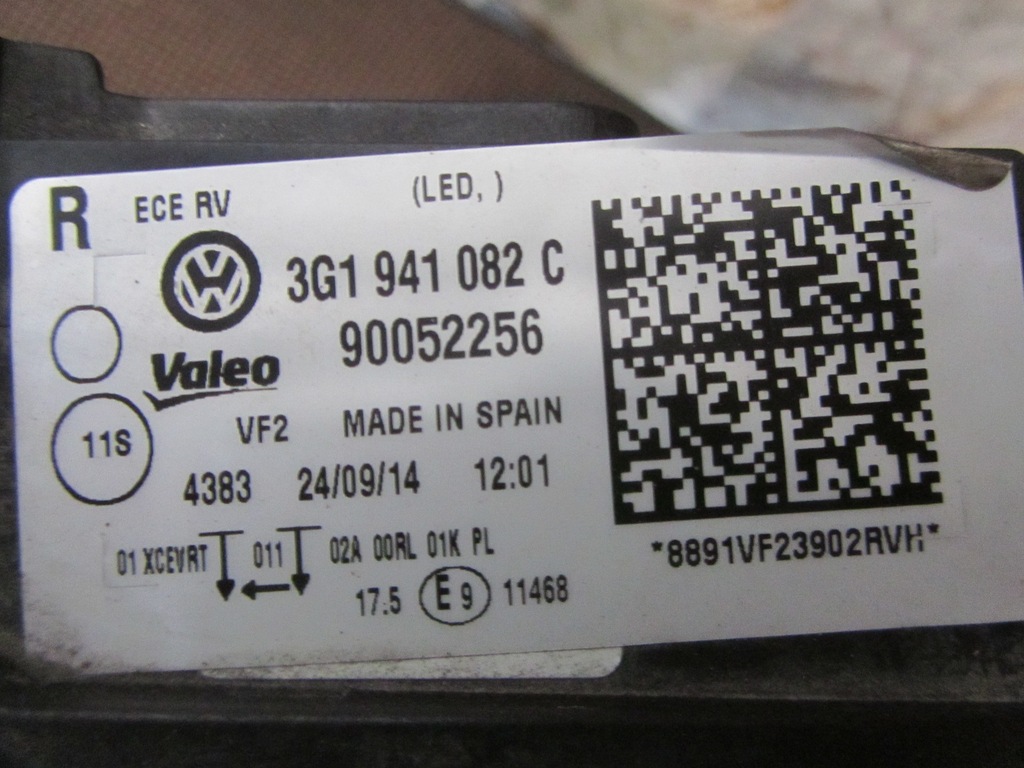 R ECE RV (LED, )
3G1 941 082 C
90052256
Valeo
11S
VF2 MADE IN SPAIN
4383 24/09/14 12:01
01 XCEVRT 011 02A 00RL 01K PL
17.5 E9 11468
*8891VF23902RVH*